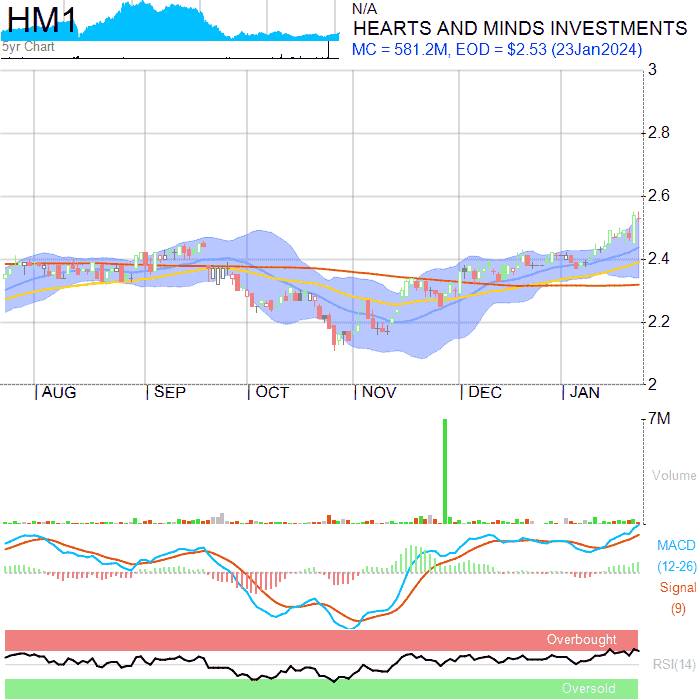 HM1
5yr Chart
N/A
HEARTS AND MINDS INVESTMENTS
MC = 581.2M, EOD = $2.53 (23Jan2024)
3
2.8
2.6
2.4
2.2
2
AUG SEP OCT NOV DEC JAN
7M
Volume
MACD
(12-26)
Signal
(9)
Overbought
RSI(14)
Oversold